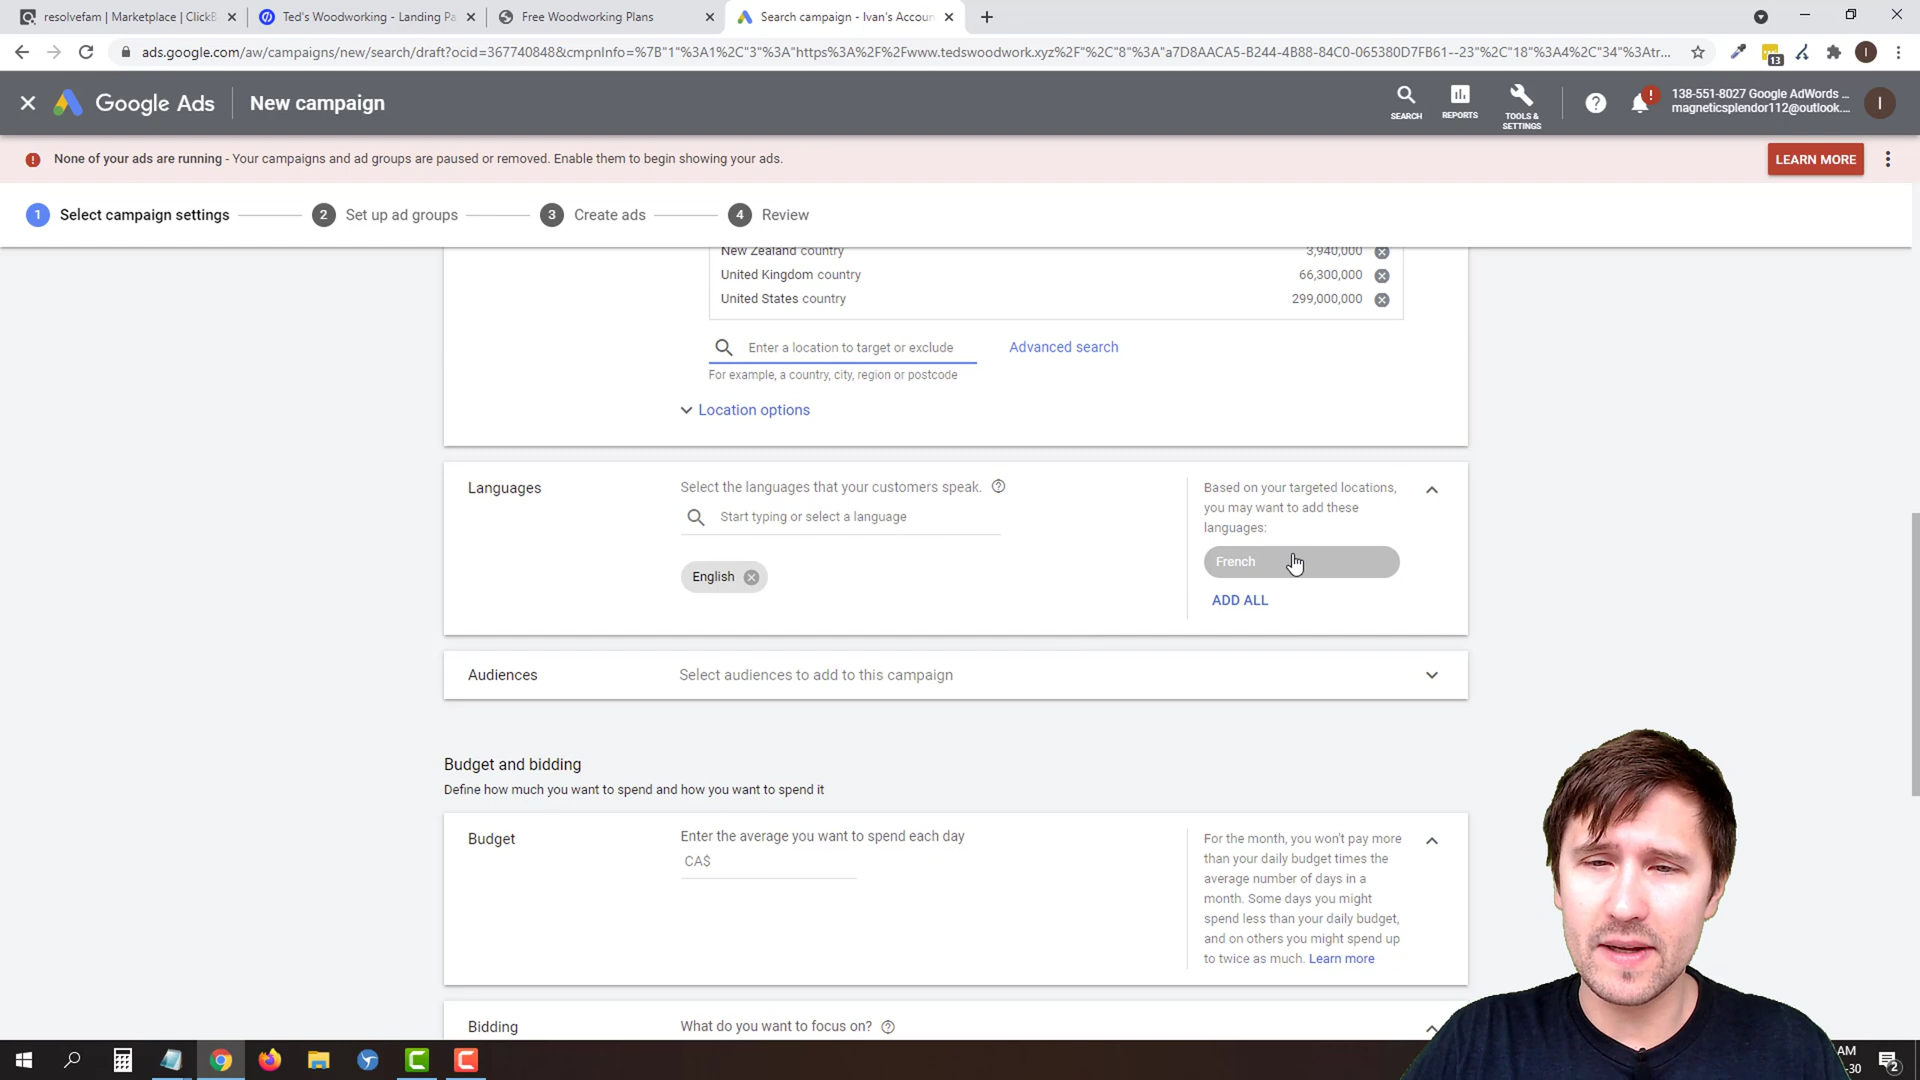 resolvefam | Marketplace | ClickB
Ted's Woodworking - Landing Pa
Free Woodworking Plans
Search campaign - Ivan's Accoun
ads.google.com/aw/campaigns/new/search/draft?ocid=367740848&cmpnInfo=%7B"1"%3A1%2C"3"%3A"https%3A%2F%2Fwww.tedswoodwork.xyz%2F"%2C"8"%3A"a7D8AACA5-B244-4B88-84C0-065380D7FB61--23"%2C"18"%3A4%2C"34"%3Atr...
13
I
Google Ads
New campaign
SEARCH
REPORTS
TOOLS &
SETTINGS
138-551-8027 Google AdWords ...
magneticsplendor112@outlook....
I
None of your ads are running - Your campaigns and ad groups are paused or removed. Enable them to begin showing your ads.
LEARN MORE
1 Select campaign settings
2 Set up ad groups
3 Create ads
4 Review
New Zealand country 3,940,000
United Kingdom country 66,300,000
United States country 299,000,000
Enter a location to target or exclude
Advanced search
For example, a country, city, region or postcode
Location options
Languages
Select the languages that your customers speak.
Start typing or select a language
English
Based on your targeted locations,
you may want to add these
languages:
French
ADD ALL
Audiences
Select audiences to add to this campaign
Budget and bidding
Define how much you want to spend and how you want to spend it
Budget
Enter the average you want to spend each day
CA$
For the month, you won't pay more
than your daily budget times the
average number of days in a
month. Some days you might
spend less than your daily budget,
and on others you might spend up
to twice as much. Learn more
Bidding
What do you want to focus on?
AM
-30
2